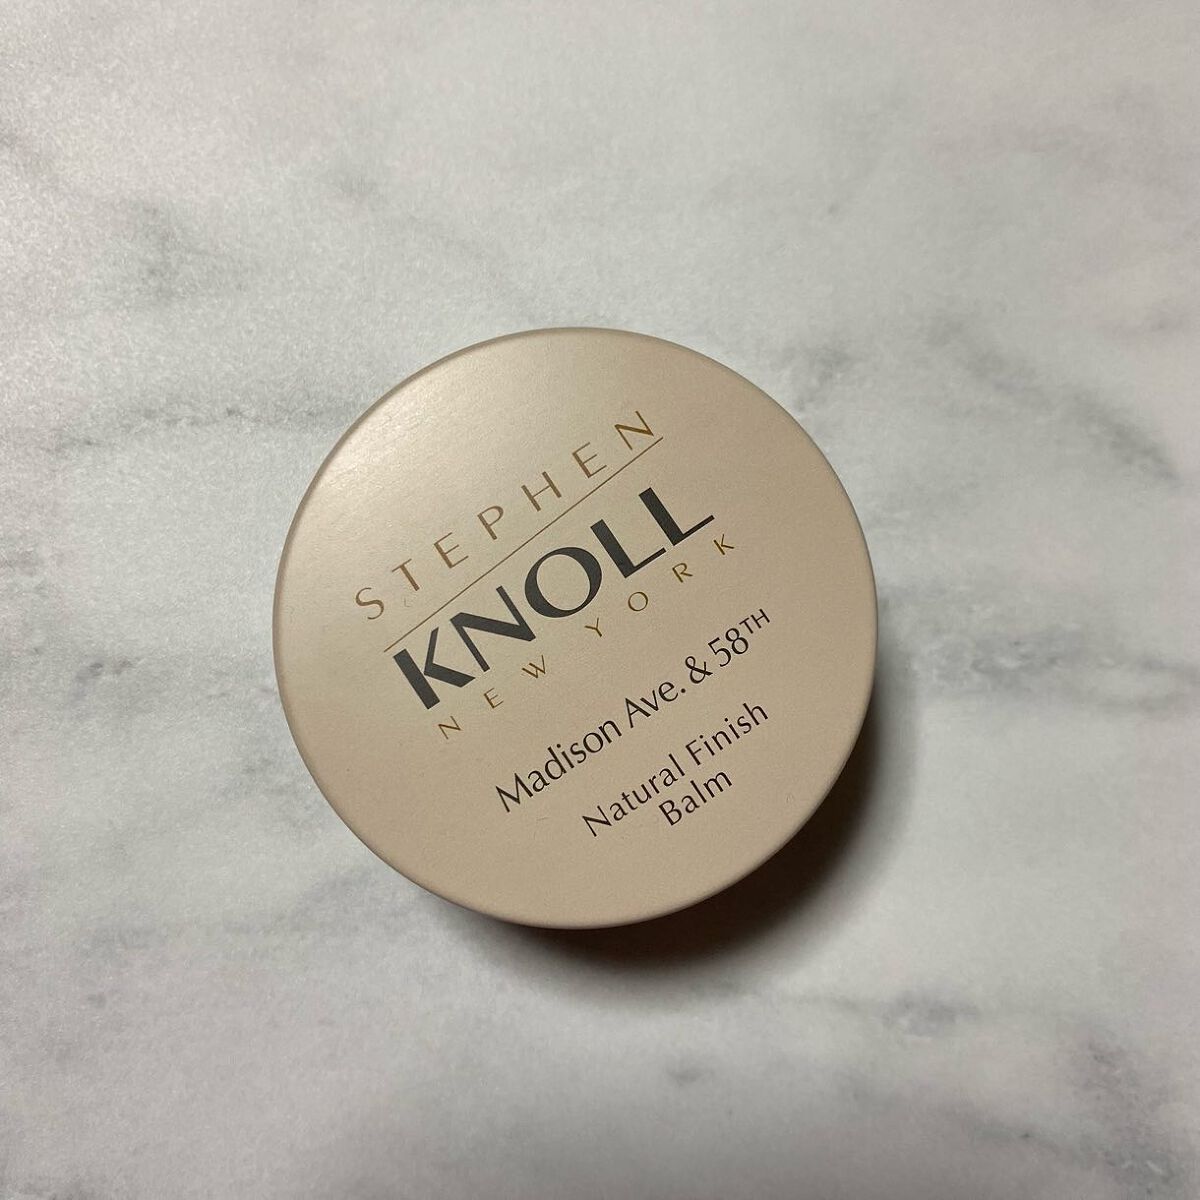 STEPHEN
KNOLL
NEW YORK
Madison Ave. & 58TH
Natural Finish
Balm